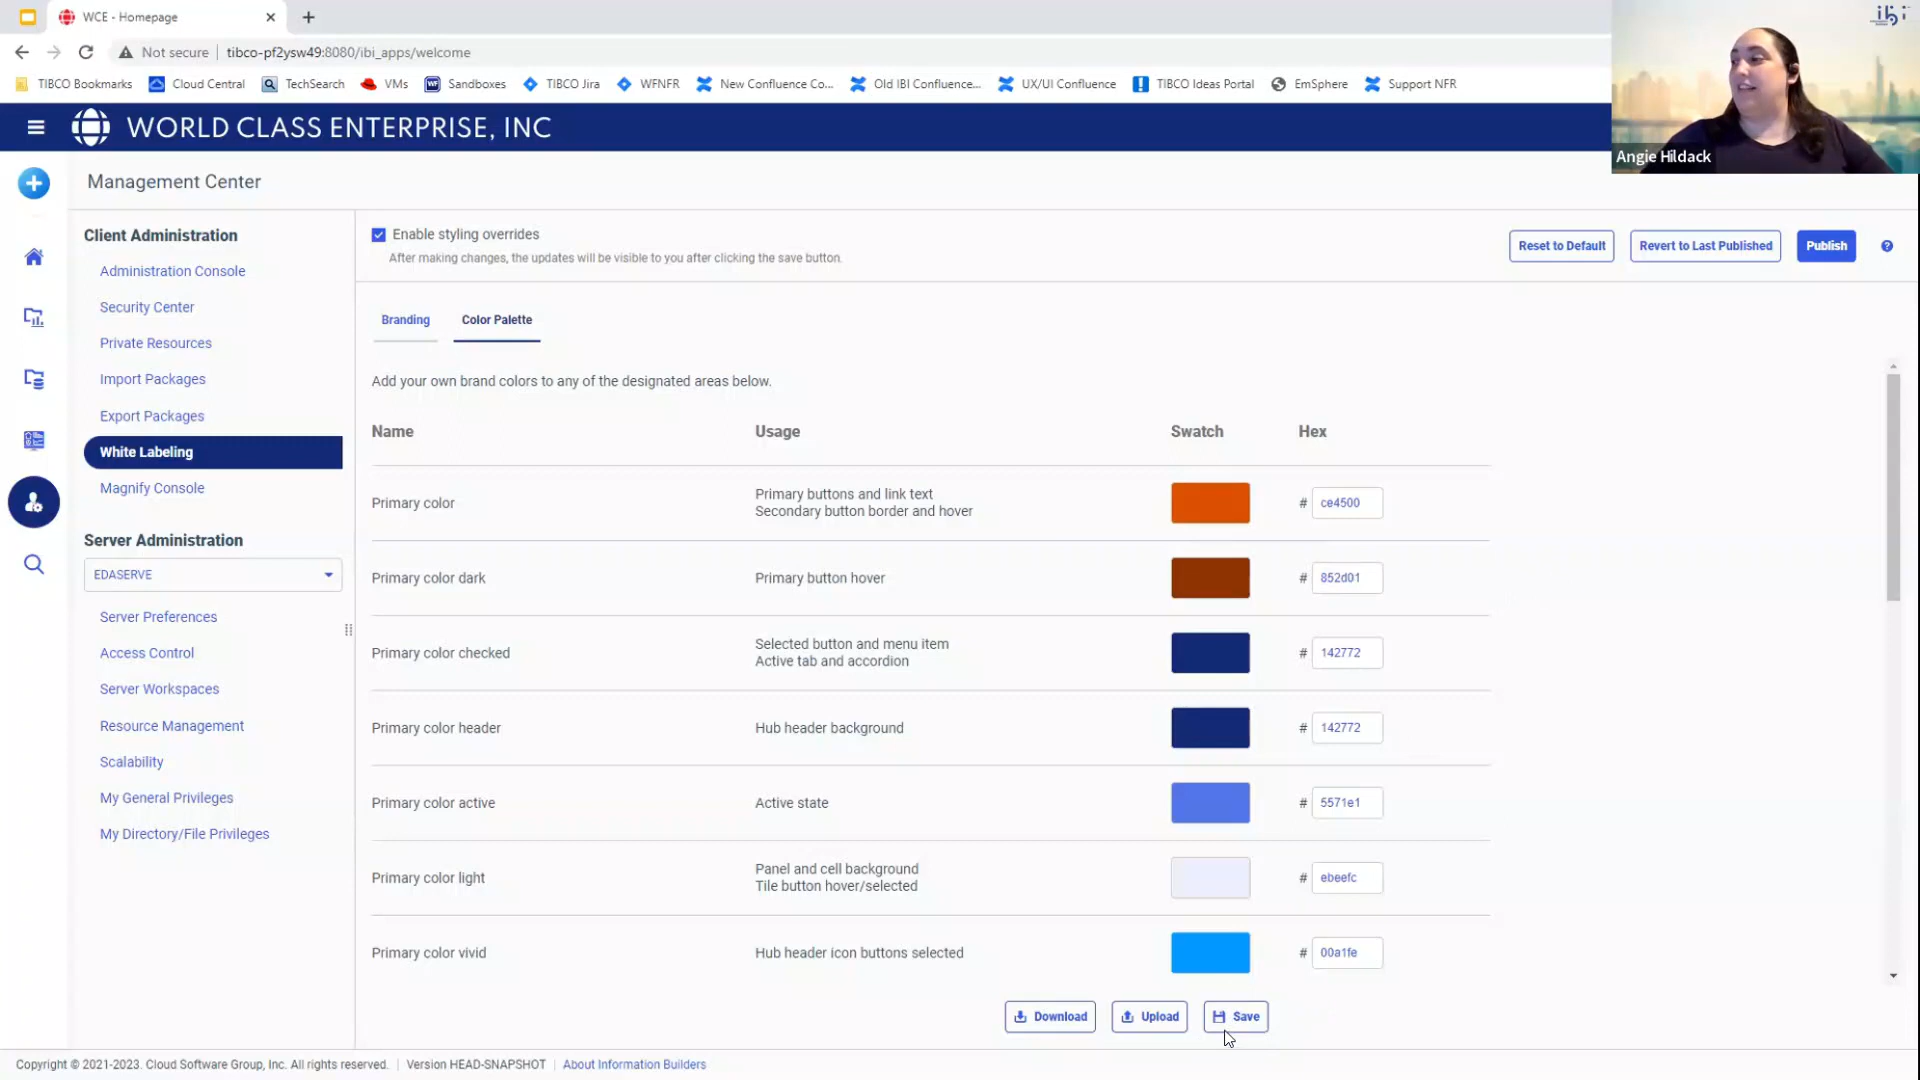 WCE - Homepage
Not secure tibco-pf2ysw49:8080/ibi_apps/welcome
TIBCO Bookmarks Cloud Central TechSearch VMs Sandboxes TIBCO Jira WFNFR New Confluence Co... Old IBI Confluence... UX/UI Confluence TIBCO Ideas Portal EmSphere Support NFR
ibi
Angie Hildack
WORLD CLASS ENTERPRISE, INC
Management Center
Client Administration
Administration Console
Security Center
Private Resources
Import Packages
Export Packages
White Labeling
Magnify Console
Server Administration
EDASERVE
Server Preferences
Access Control
Server Workspaces
Resource Management
Scalability
My General Privileges
My Directory/File Privileges
Enable styling overrides
After making changes, the updates will be visible to you after clicking the save button.
Reset to Default Revert to Last Published Publish ?
Branding Color Palette
Add your own brand colors to any of the designated areas below.
Name Usage Swatch Hex
Primary color Primary buttons and link text # ce4500
Secondary button border and hover
Primary color dark Primary button hover # 852d01
Primary color checked Selected button and menu item # 142772
Active tab and accordion
Primary color header Hub header background # 142772
Primary color active Active state # 5571e1
Primary color light Panel and cell background # ebeefc
Tile button hover/selected
Primary color vivid Hub header icon buttons selected # 00a1fe
Download Upload Save
Copyright © 2021-2023. Cloud Software Group, Inc. All rights reserved. | Version HEAD-SNAPSHOT | About Information Builders